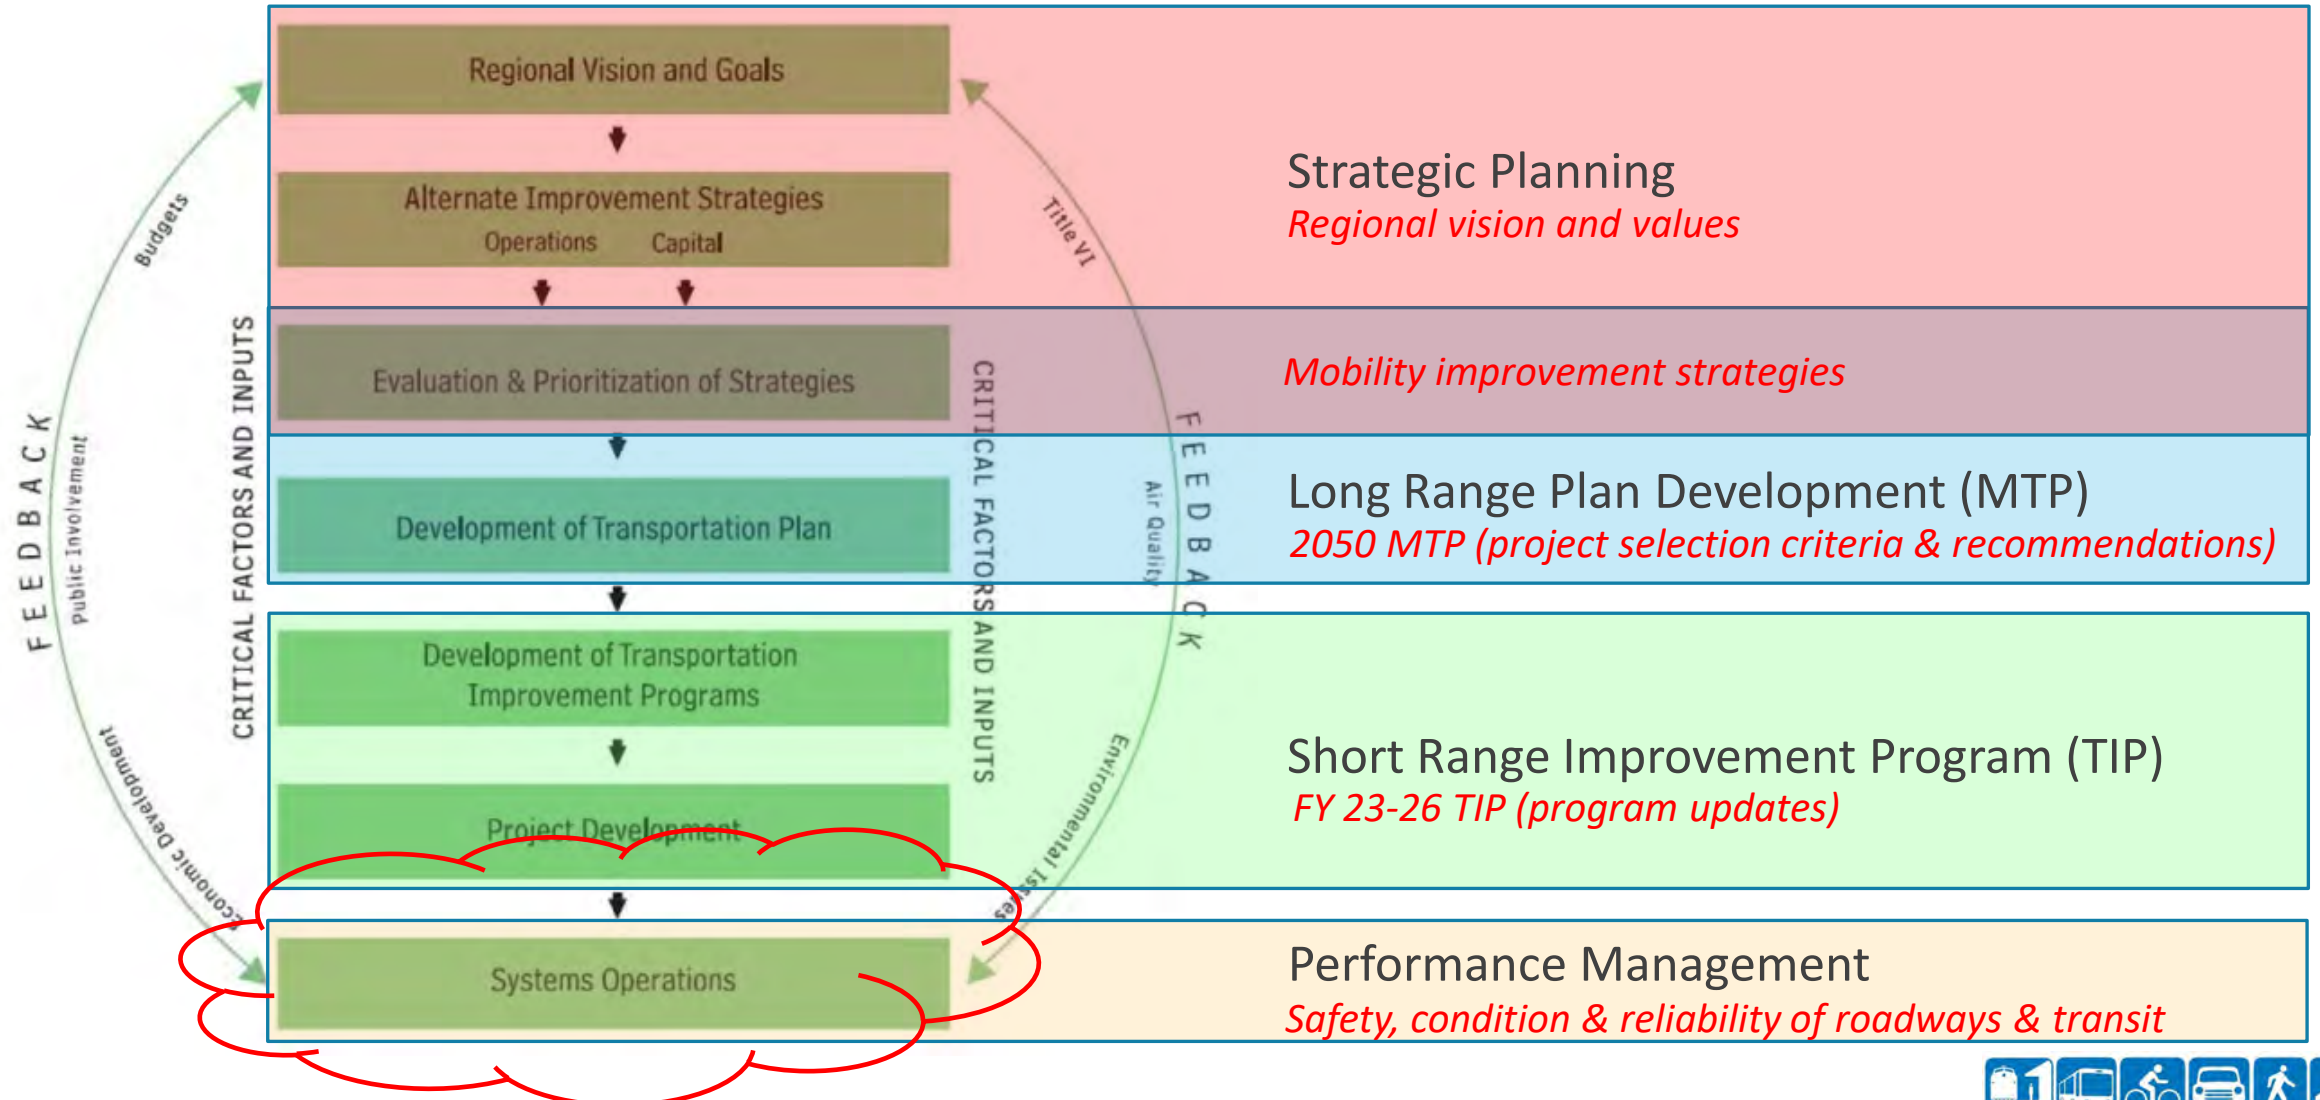 Regional Vision and Goals
Alternate Improvement Strategies
Operations Capital
Evaluation & Prioritization of Strategies
Development of Transportation Plan
Development of Transportation
Improvement Programs
Project Development
Systems Operations
FEEDBACK
Budgets
Public Involvement
Economic Development
CRITICAL FACTORS AND INPUTS
CRITICAL FACTORS AND INPUTS
Title VI
Air Quality
Environmental Issues
FEEDBACK
Strategic Planning
Regional vision and values
Mobility improvement strategies
Long Range Plan Development (MTP)
2050 MTP (project selection criteria & recommendations)
Short Range Improvement Program (TIP)
FY 23-26 TIP (program updates)
Performance Management
Safety, condition & reliability of roadways & transit